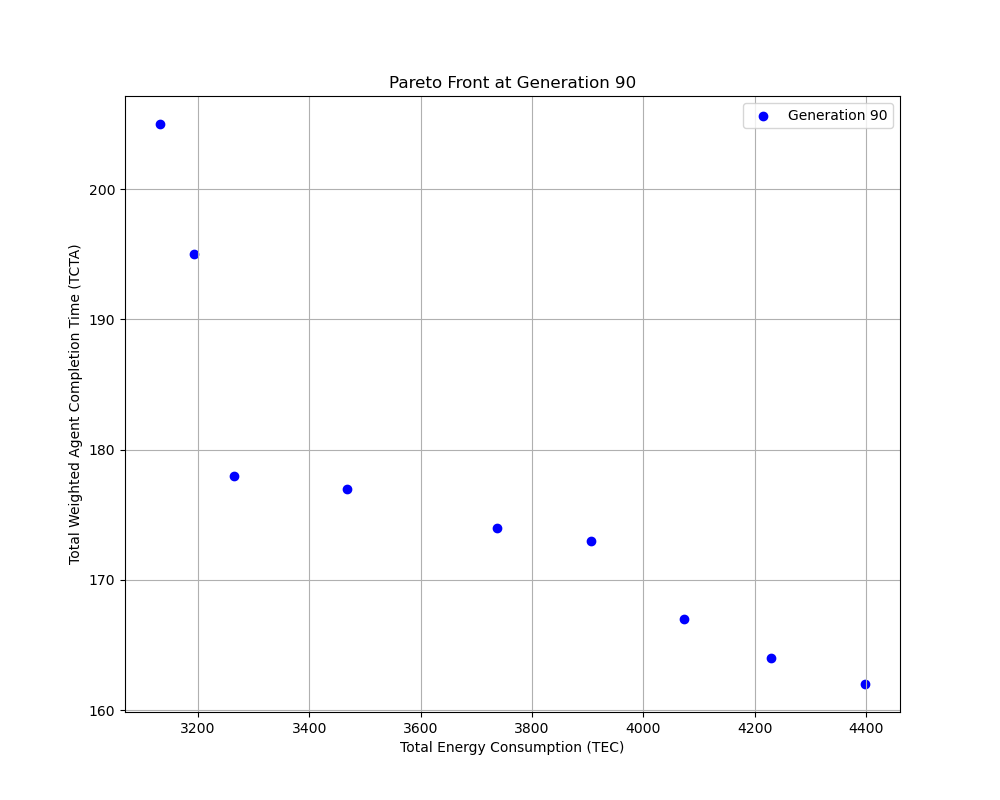 Pareto Front at Generation 90
Generation 90
Total Weighted Agent Completion Time (TCTA)
200
190
180
170
160
3200 3400 3600 3800 4000 4200 4400
Total Energy Consumption (TEC)